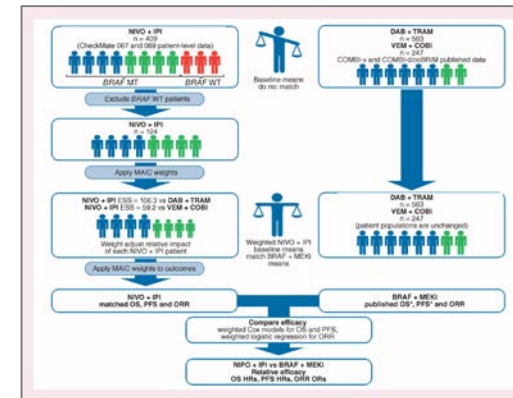 NIVO + IPI
n = 409
(CheckMate 067 and 069 patient-level data)
BRAF MT
BRAF WT
Baseline means
do no: match
DAB + TRAM
n = 563
VEM + COBI
n = 247
COMBI-v and COMBI-d/coBRIM published data
Exclude BRAF WT patients
NIVO + IPI
n = 124
Apply MAIC weights
NIVO + IPI ESS = 106.3 vs DAB + TRAM
NIVO + IPI ESS = 59.2 vs VEM + COBI
Weight adjust relative impact
of each NIVO + IPI
patient
Weighted NIVO + IPI
baseline means
match BRAF + MEKi
means
DAB + TRAM
n = 563
VEM + COBI
n = 247
(patient populations are unchanged)
Apply MAIC weights to outcomes
NIVO + IPI
matched OS, PFS and ORR
BRAF + MEKi
published OS*, PFS* and ORR
Compare efficacy
weighted Cox models for OS and PFS,
weighted logistic regression for ORR
NIPO + IPI vs BRAF + MEKi
Relative efficacy
OS HRs, PFS HRs, ORR ORs